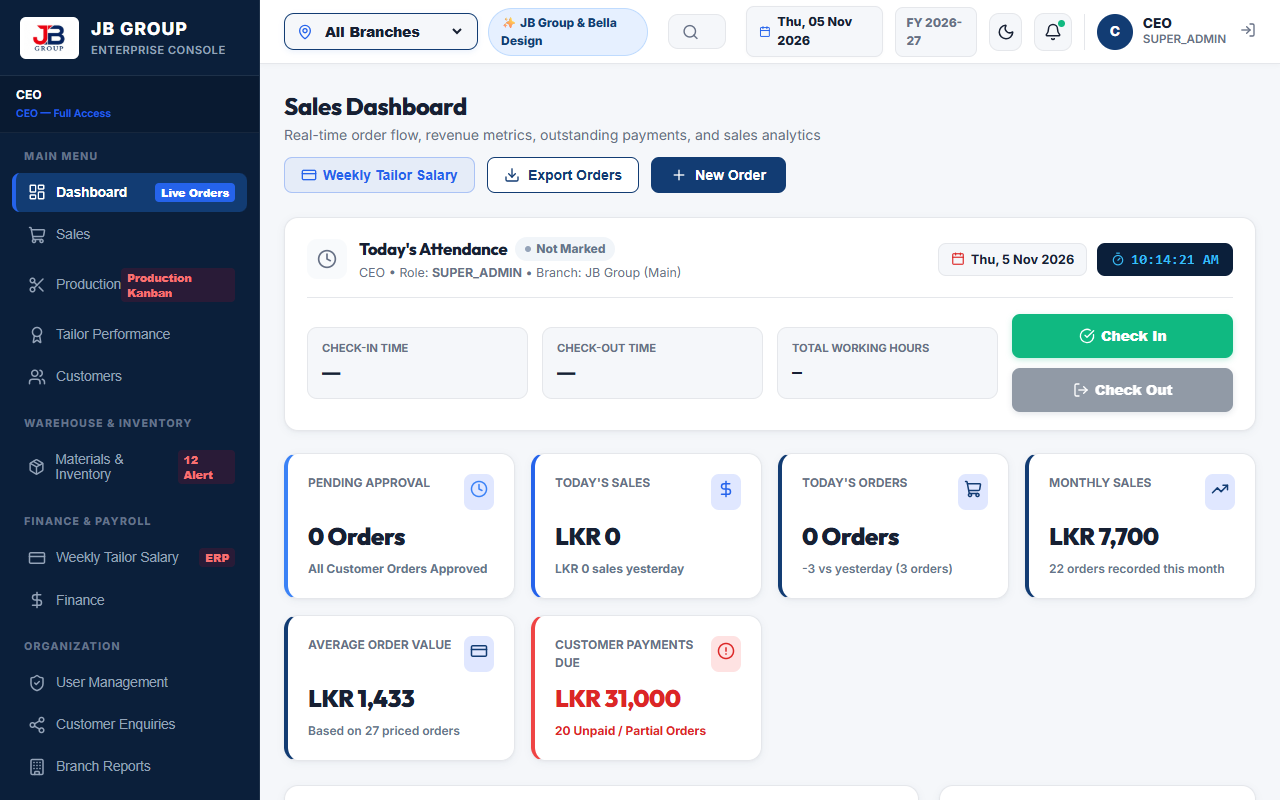 JB
GROUP
JB GROUP
ENTERPRISE CONSOLE
CEO
CEO — Full Access
MAIN MENU
Dashboard
Live Orders
Sales
Production
Production
Kanban
Tailor Performance
Customers
WAREHOUSE & INVENTORY
Materials &
Inventory
12
Alert
FINANCE & PAYROLL
Weekly Tailor Salary
ERP
Finance
ORGANIZATION
User Management
Customer Enquiries
Branch Reports
All Branches
✨ JB Group & Bella
Design
Thu, 05 Nov
2026
FY 2026-
27
C
CEO
SUPER_ADMIN
Sales Dashboard
Real-time order flow, revenue metrics, outstanding payments, and sales analytics
Weekly Tailor Salary
Export Orders
New Order
Today's Attendance
Not Marked
CEO • Role: SUPER_ADMIN • Branch: JB Group (Main)
Thu, 5 Nov 2026
10:14:21 AM
CHECK-IN TIME
—
CHECK-OUT TIME
—
TOTAL WORKING HOURS
—
Check In
Check Out
PENDING APPROVAL
0 Orders
All Customer Orders Approved
TODAY'S SALES
LKR 0
LKR 0 sales yesterday
TODAY'S ORDERS
0 Orders
-3 vs yesterday (3 orders)
MONTHLY SALES
LKR 7,700
22 orders recorded this month
AVERAGE ORDER VALUE
LKR 1,433
Based on 27 priced orders
CUSTOMER PAYMENTS
DUE
LKR 31,000
20 Unpaid / Partial Orders